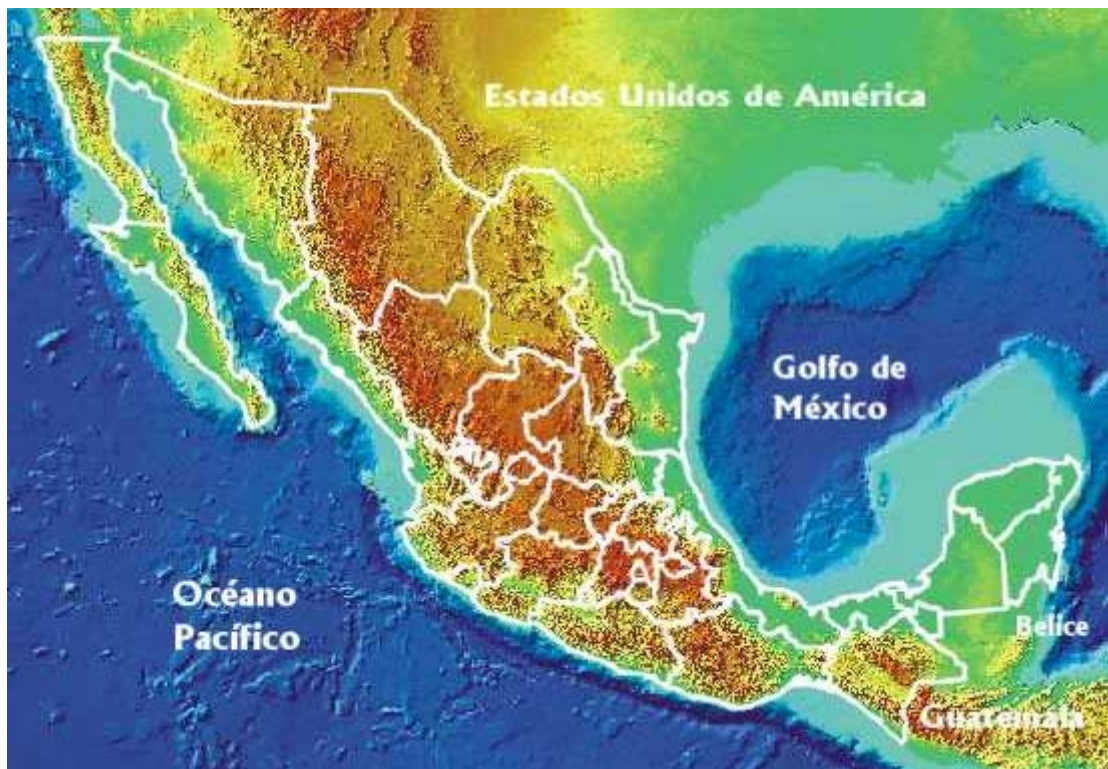 Estados Unidos de América
Golfo de
México
Océano
Pacífico
Belice
Guatemala